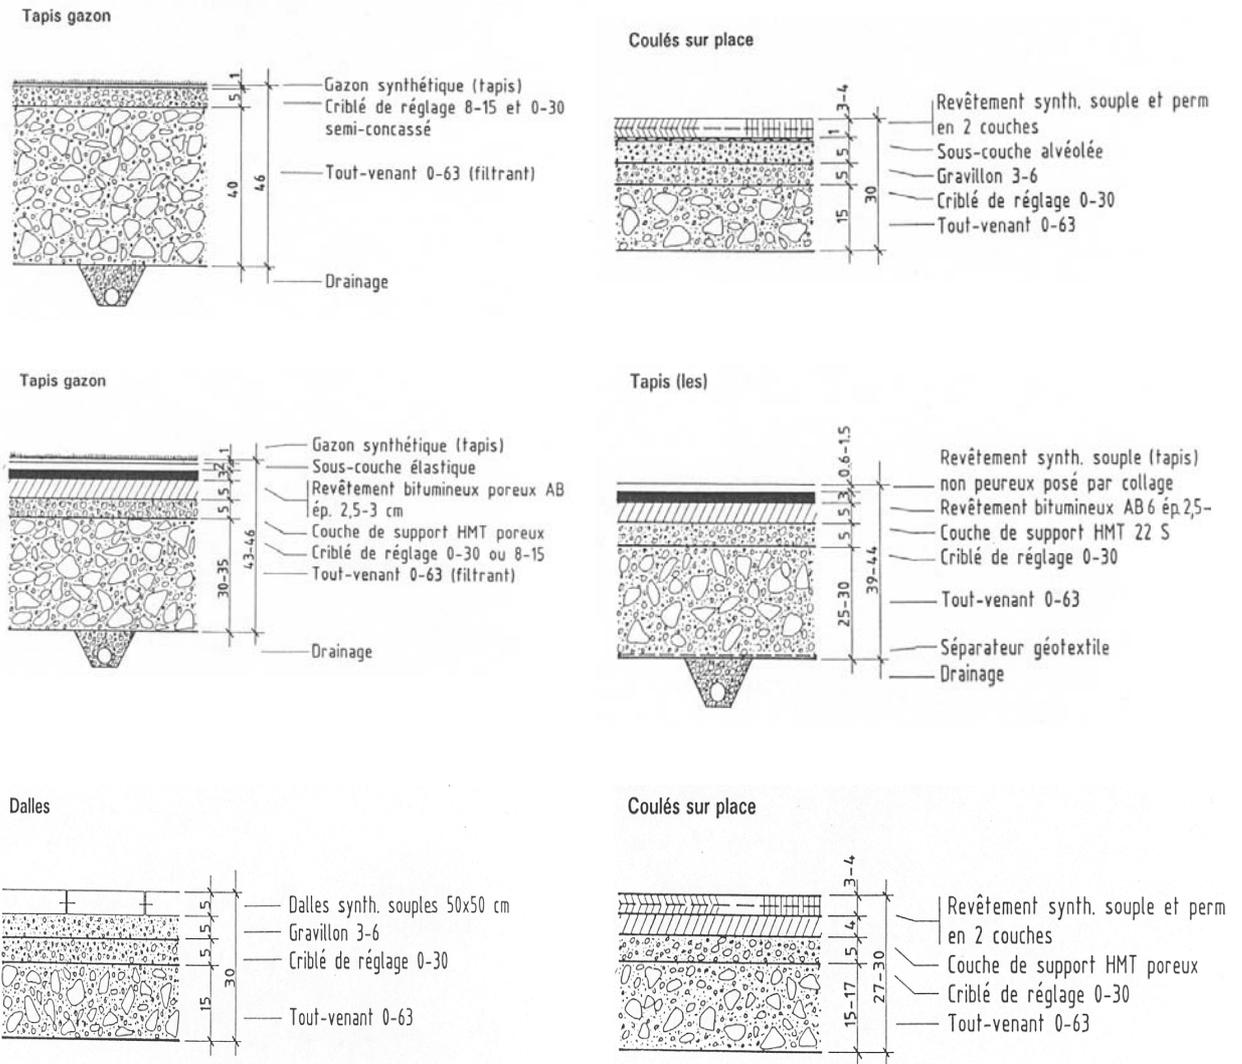 Tapis gazon
1
5
40
46
Gazon synthétique (tapis)
Criblé de réglage 8-15 et 0-30
semi-concassé
Tout-venant 0-63 (filtrant)
Drainage
Coulés sur place
3-4
1
5
5
15
30
Revêtement synth. souple et perm
en 2 couches
Sous-couche alvéolée
Gravillon 3-6
Criblé de réglage 0-30
Tout-venant 0-63
Tapis gazon
1
2
3
5
5
30-35
43-46
Gazon synthétique (tapis)
Sous-couche élastique
Revêtement bitumineux poreux AB
ép. 2,5-3 cm
Couche de support HMT poreux
Criblé de réglage 0-30 ou 8-15
Tout-venant 0-63 (filtrant)
Drainage
Tapis (les)
0.6-1.5
3
5
5
25-30
39-44
Revêtement synth. souple (tapis)
non peureux posé par collage
Revêtement bitumineux AB 6 ép. 2,5-
Couche de support HMT 22 S
Criblé de réglage 0-30
Tout-venant 0-63
Séparateur géotextile
Drainage
Dalles
5
5
5
15
30
Dalles synth. souples 50x50 cm
Gravillon 3-6
Criblé de réglage 0-30
Tout-venant 0-63
Coulés sur place
3-4
4
5
15-17
27-30
Revêtement synth. souple et perm
en 2 couches
Couche de support HMT poreux
Criblé de réglage 0-30
Tout-venant 0-63